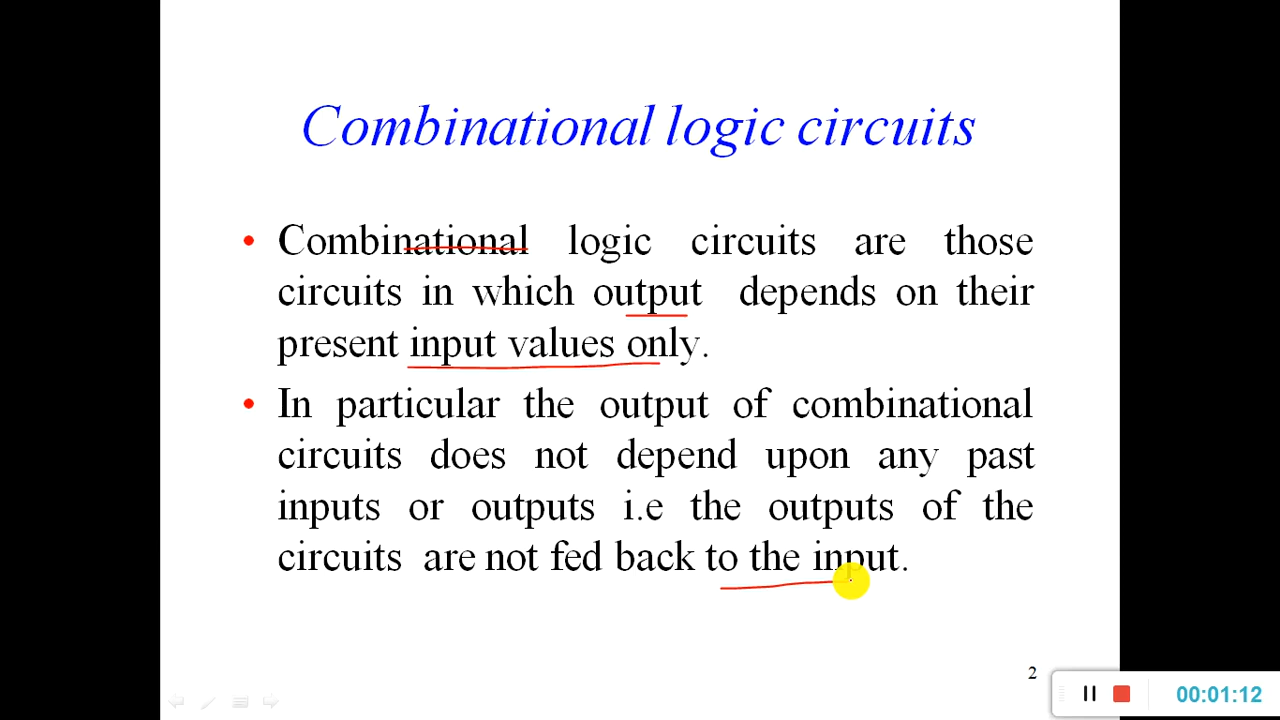 Combinational logic circuits
• Combinational logic circuits are those
circuits in which output depends on their
present input values only.
• In particular the output of combinational
circuits does not depend upon any past
inputs or outputs i.e the outputs of the
circuits are not fed back to the input.
2
00:01:12